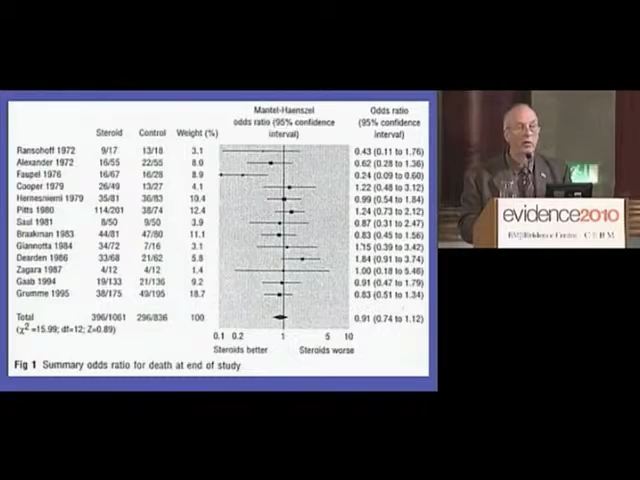 Mantel-Haenszel Odds ratio
Steroid Control Weight (%) odds ratio (95% confidence interval) (95% confidence interval)
Ransohoff 1972 9/17 13/18 3.1 0.43 (0.11 to 1.76)
Alexander 1972 16/55 22/55 8.0 0.62 (0.28 to 1.36)
Faupel 1976 16/67 16/28 8.9 0.24 (0.09 to 0.60)
Cooper 1979 26/49 13/27 4.1 1.22 (0.48 to 3.12)
Hernesniemi 1979 35/81 36/83 10.4 0.99 (0.54 to 1.84)
Pitts 1980 114/201 38/74 12.4 1.24 (0.73 to 2.12)
Saul 1981 8/50 9/50 3.9 0.87 (0.31 to 2.47)
Braakman 1983 44/81 47/80 11.1 0.83 (0.45 to 1.56)
Giannotta 1984 34/72 7/16 3.1 1.15 (0.39 to 3.42)
Dearden 1986 33/68 21/62 5.8 1.84 (0.91 to 3.74)
Zagara 1987 4/12 4/12 1.4 1.00 (0.18 to 5.46)
Gaab 1994 19/133 21/136 9.2 0.91 (0.47 to 1.79)
Grumme 1995 38/175 49/195 18.7 0.83 (0.51 to 1.34)
Total 396/1061 296/836 100 0.91 (0.74 to 1.12)
(χ² =15.99; df=12; Z=0.89)
0.1 0.2 1 5 10
Steroids better Steroids worse
Fig 1 Summary odds ratio for death at end of study
evidence2010
BMJ Evidence Centre CEBM